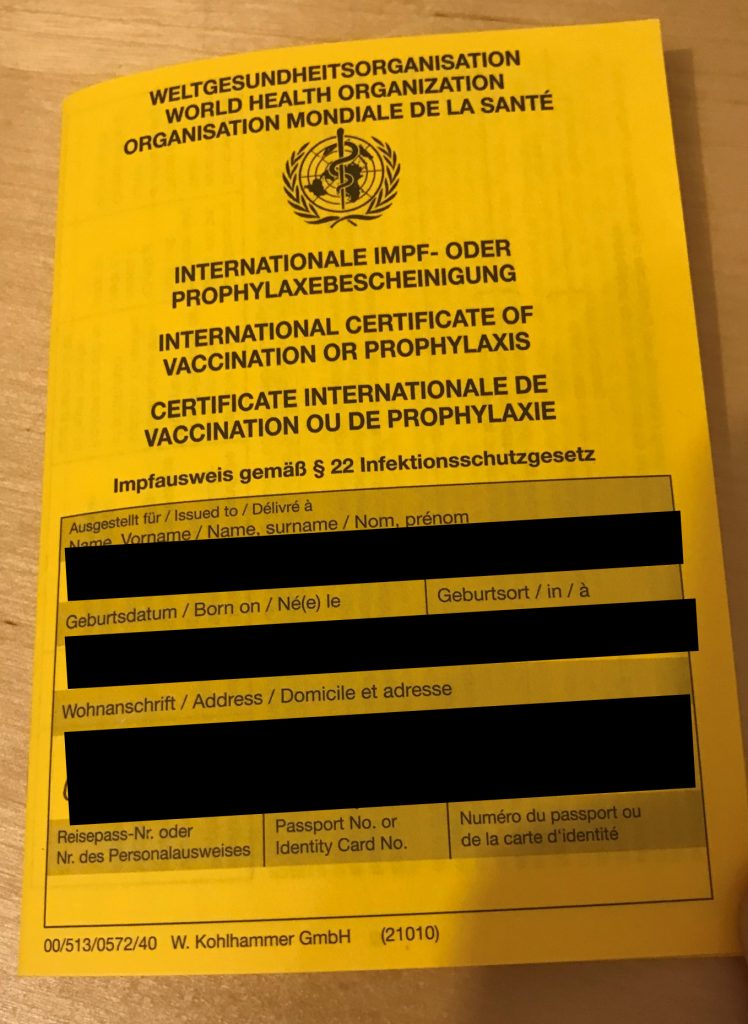 WELTGESUNDHEITSORGANISATION
WORLD HEALTH ORGANIZATION
ORGANISATION MONDIALE DE LA SANTÉ
INTERNATIONALE IMPF- ODER
PROPHYLAXEBESCHEINIGUNG
INTERNATIONAL CERTIFICATE OF
VACCINATION OR PROPHYLAXIS
CERTIFICATE INTERNATIONALE DE
VACCINATION OU DE PROPHYLAXIE
Impfausweis gemäß § 22 Infektionsschutzgesetz
Ausgestellt für / Issued to / Délivré à
Name, Vorname / Name, surname / Nom, prénom
Geburtsdatum / Born on / Né(e) le Geburtsort / in / à
Wohnanschrift / Address / Domicile et adresse
Reisepass-Nr. oder
Nr. des Personalausweises
Passport No. or
Identity Card No.
Numéro du passport ou
de la carte d'identité
00/513/0572/40 W. Kohlhammer GmbH (21010)